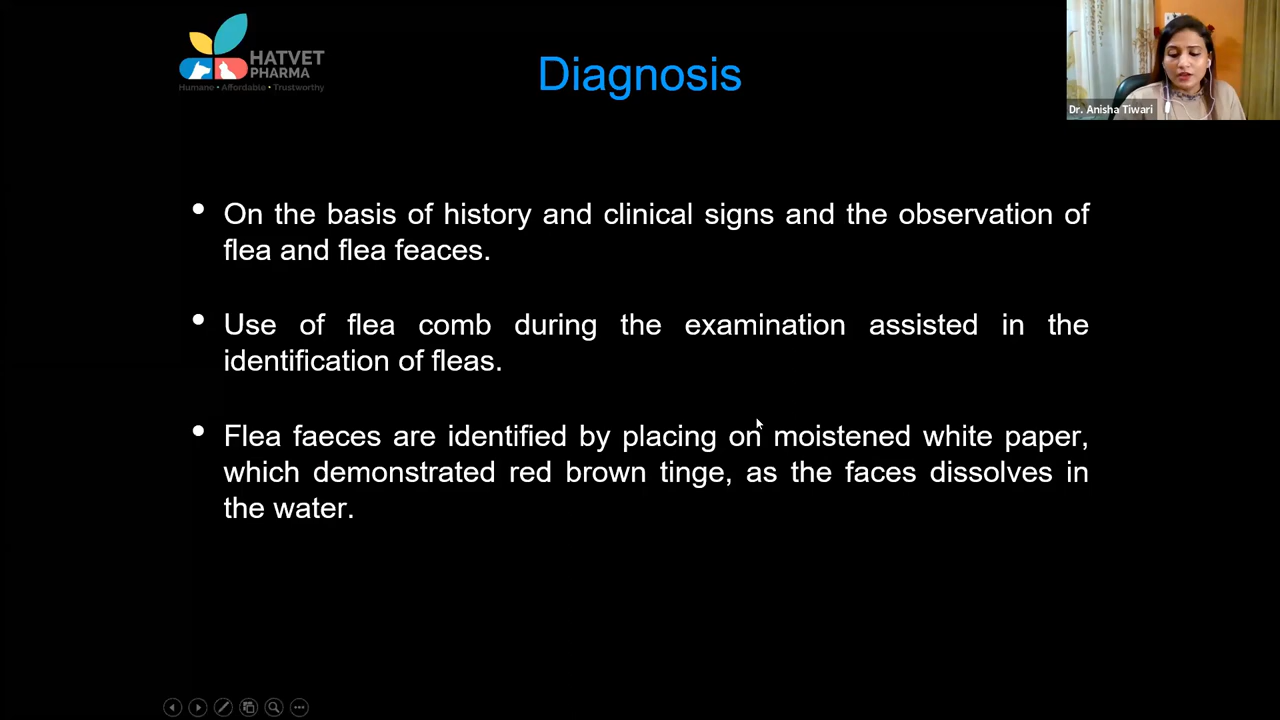 HATVET
PHARMA
Humane • Affordable • Trustworthy
Diagnosis
Dr. Anisha Tiwari
• On the basis of history and clinical signs and the observation of
flea and flea feaces.
• Use of flea comb during the examination assisted in the
identification of fleas.
• Flea faeces are identified by placing on moistened white paper,
which demonstrated red brown tinge, as the faces dissolves in
the water.